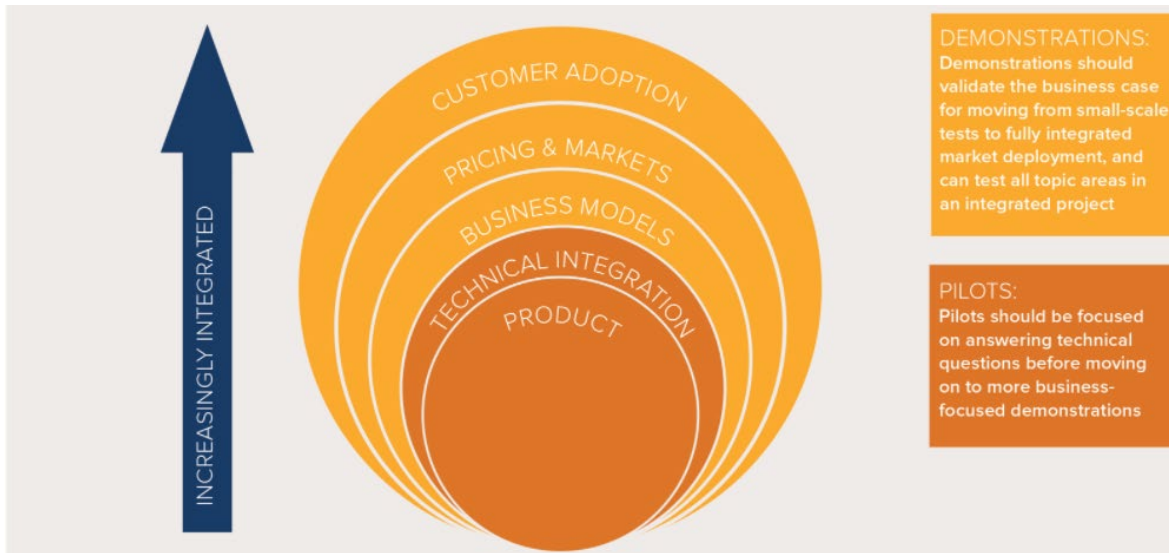 INCREASINGLY INTEGRATED
CUSTOMER ADOPTION
PRICING & MARKETS
BUSINESS MODELS
TECHNICAL INTEGRATION
PRODUCT
DEMONSTRATIONS:
Demonstrations should
validate the business case
for moving from small-scale
tests to fully integrated
market deployment, and
can test all topic areas in
an integrated project
PILOTS:
Pilots should be focused
on answering technical
questions before moving
on to more business-
focused demonstrations